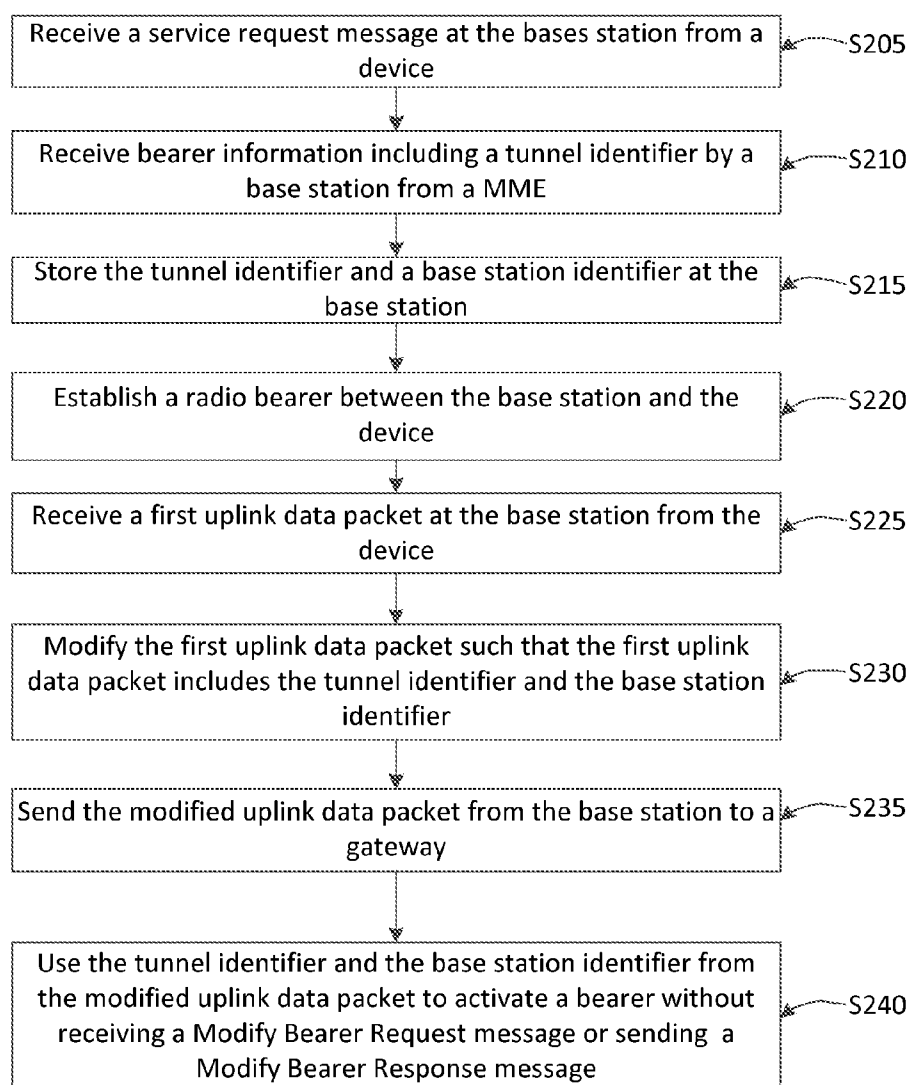 Receive a service request message at the bases station from a
device
S205
Receive bearer information including a tunnel identifier by a
base station from a MME
S210
Store the tunnel identifier and a base station identifier at the
base station
S215
Establish a radio bearer between the base station and the
device
S220
Receive a first uplink data packet at the base station from the
device
S225
Modify the first uplink data packet such that the first uplink
data packet includes the tunnel identifier and the base station
identifier
S230
Send the modified uplink data packet from the base station to a
gateway
S235
Use the tunnel identifier and the base station identifier from
the modified uplink data packet to activate a bearer without
receiving a Modify Bearer Request message or sending a
Modify Bearer Response message
S240